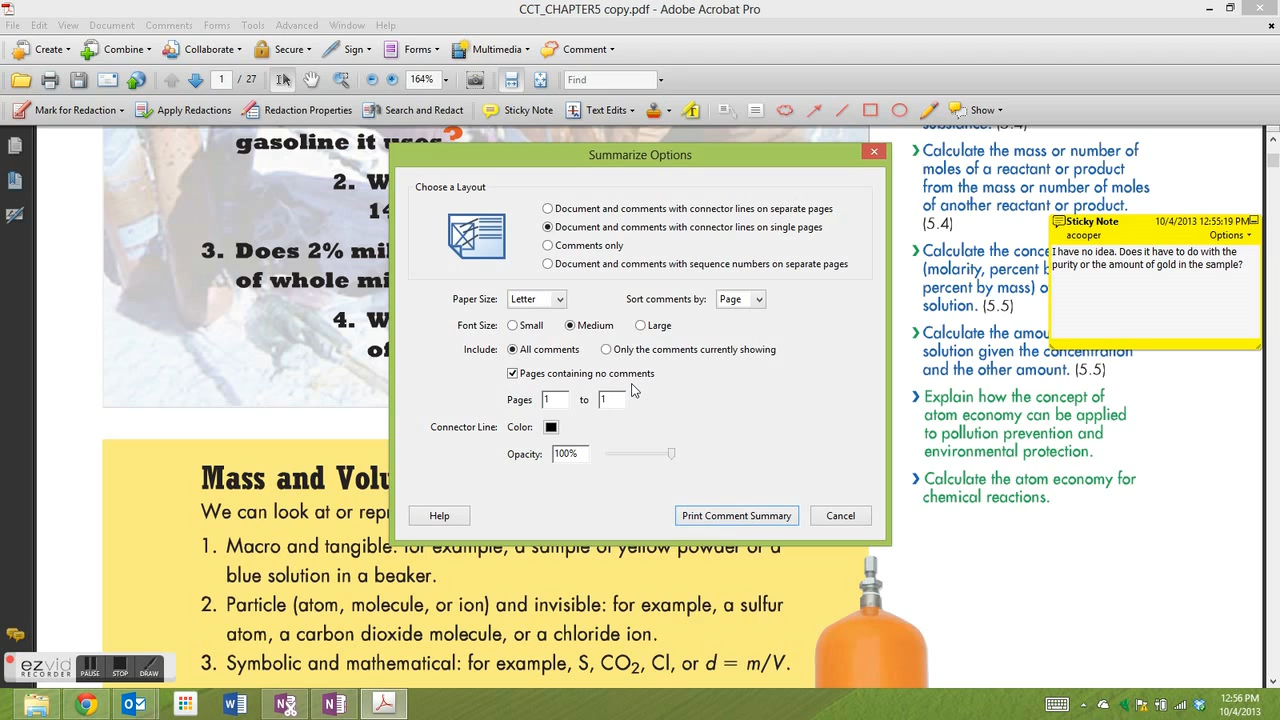 CCT_CHAPTER5 copy.pdf - Adobe Acrobat Pro
File Edit View Document Comments Forms Tools Advanced Window Help
Create Combine Collaborate Secure Sign Forms Multimedia Comment
1 / 27 164% Find
Mark for Redaction Apply Redactions Redaction Properties Search and Redact Sticky Note Text Edits Show
gasoline it uses?
2. W
14
3. Does 2% mi
of whole mi
4. W
of
Summarize Options
Choose a Layout
Document and comments with connector lines on separate pages
Document and comments with connector lines on single pages
Comments only
Document and comments with sequence numbers on separate pages
Paper Size: Letter Sort comments by: Page
Font Size: Small Medium Large
Include: All comments Only the comments currently showing
Pages containing no comments
Pages 1 to 1
Connector Line: Color:
Opacity: 100%
Help Print Comment Summary Cancel
substance. (5.4)
Calculate the mass or number of
moles of a reactant or product
from the mass or number of moles
of another reactant or product.
(5.4)
Calculate the conce
(molarity, percent b
percent by mass) o
solution. (5.5)
Calculate the amou
solution given the concentration
and the other amount. (5.5)
Explain how the concept of
atom economy can be applied
to pollution prevention and
environmental protection.
Calculate the atom economy for
chemical reactions.
Sticky Note 10/4/2013 12:55:19 PM
acooper Options
I have no idea. Does it have to do with the
purity or the amount of gold in the sample?
Mass and Volu
We can look at or repr
1. Macro and tangible: for example, a sample of yellow powder or a
blue solution in a beaker.
2. Particle (atom, molecule, or ion) and invisible: for example, a sulfur
atom, a carbon dioxide molecule, or a chloride ion.
3. Symbolic and mathematical: for example, S, CO₂, Cl, or d = m/V.
ezvid
RECORDER
PAUSE STOP DRAW
12:56 PM
10/4/2013